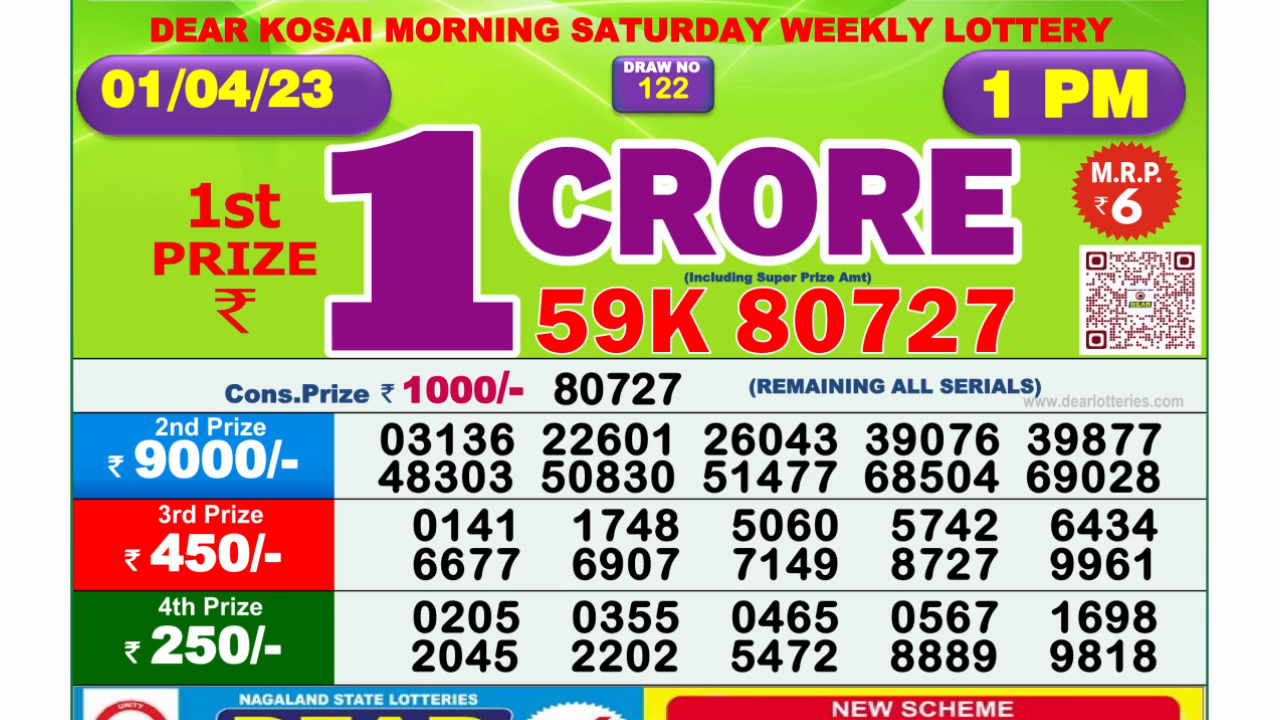 DEAR KOSAI MORNING SATURDAY WEEKLY LOTTERY
01/04/23
DRAW NO
122
1 PM
1st
PRIZE
₹
1 CRORE
(Including Super Prize Amt)
59K 80727
M.R.P.
₹6
DEAR
Cons.Prize ₹ 1000/- 80727 (REMAINING ALL SERIALS)
www.dearlotteries.com
2nd Prize
₹ 9000/-
03136 22601 26043 39076 39877
48303 50830 51477 68504 69028
3rd Prize
₹ 450/-
0141 1748 5060 5742 6434
6677 6907 7149 8727 9961
4th Prize
₹ 250/-
0205 0355 0465 0567 1698
2045 2202 5472 8889 9818
UNITY
NAGALAND STATE LOTTERIES
DEAR
NEW SCHEME